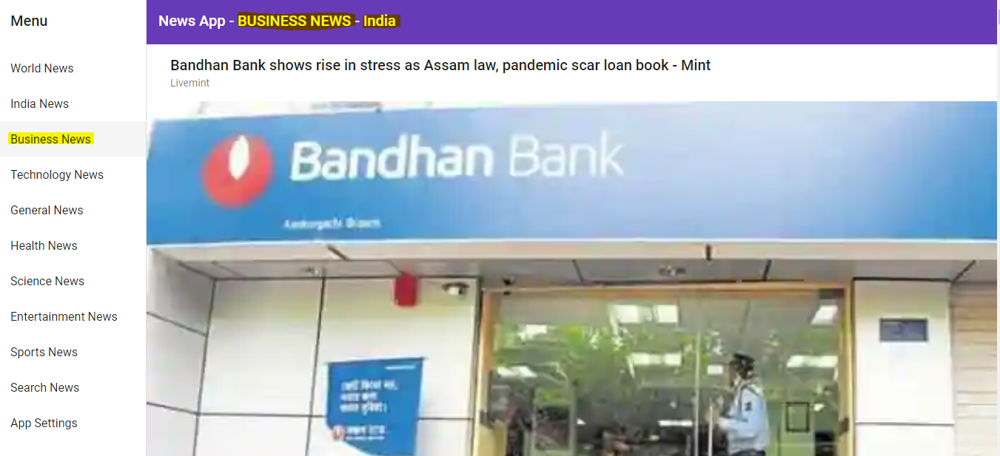 Menu
World News
India News
Business News
Technology News
General News
Health News
Science News
Entertainment News
Sports News
Search News
App Settings
News App - BUSINESS NEWS - India
Bandhan Bank shows rise in stress as Assam law, pandemic scar loan book - Mint
Livemint
Bandhan Bank